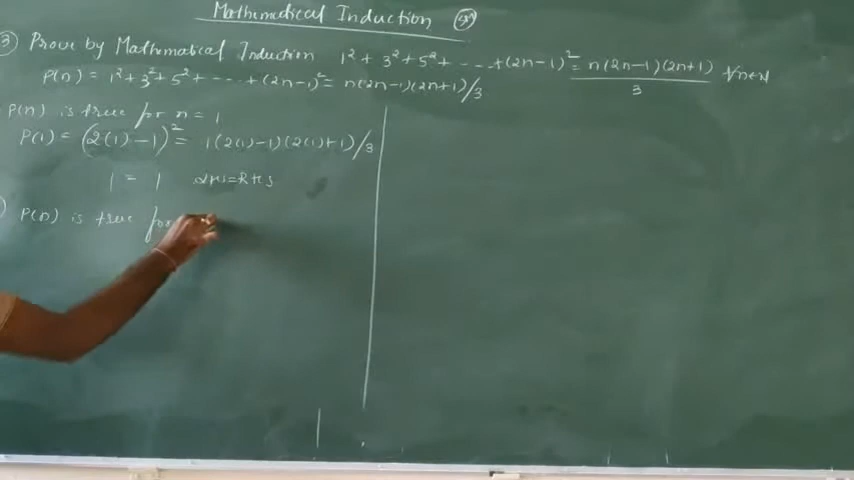 Mathematical Induction
③ Prove by Mathematical Induction 1² + 3² + 5² + ....+(2n-1)² = n(2n-1)(2n+1)/3 ∀n∈N
P(n) = 1² + 3² + 5² + ---- + (2n-1)² = n(2n-1)(2n+1)/3
P(n) is true for n = 1
P(1) = (2(1)-1)² = 1(2(1)-1)(2(1)+1)/3
1 = 1 LHS=RHS
) P(n) is true for